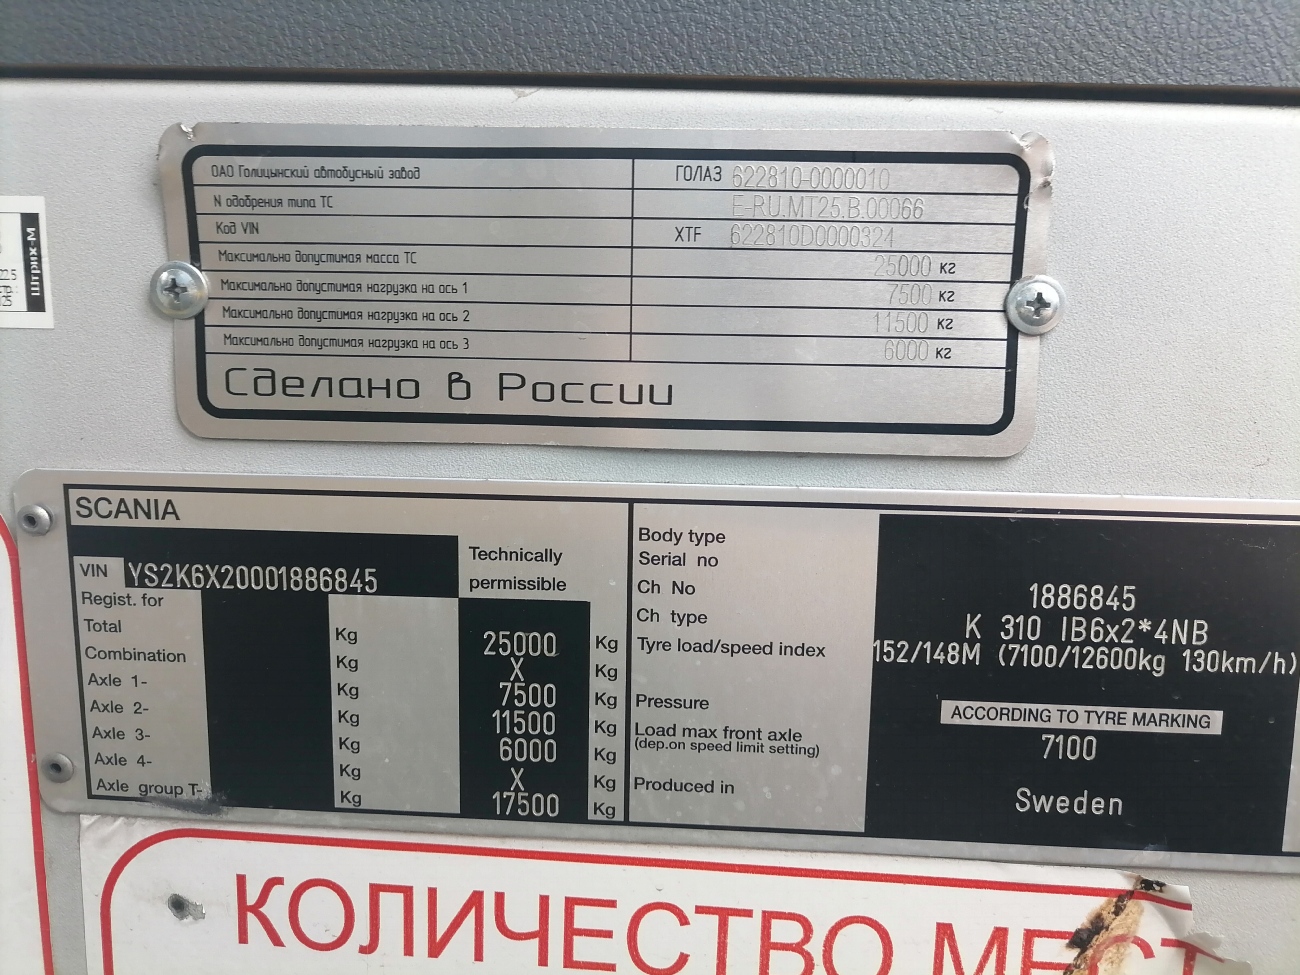 ОАО Голицынский автобусный завод ГОЛАЗ 622810-0000010
N одобрения типа ТС E-RU.MT25.B.00066
Код VIN XTF 622810D0000324
Максимально допустимая масса ТС 25000 кг
Максимально допустимая нагрузка на ось 1 7500 кг
Максимально допустимая нагрузка на ось 2 11500 кг
Максимально допустимая нагрузка на ось 3 6000 кг
Сделано в России
Штрих-М
22.5
SCANIA
VIN YS2K6X20001886845
Technically
permissible
Regist. for
Total Kg 25000 Kg
Combination Kg X Kg
Axle 1- Kg 7500 Kg
Axle 2- Kg 11500 Kg
Axle 3- Kg 6000 Kg
Axle 4- Kg X Kg
Axle group T- Kg 17500 Kg
Body type
Serial no
Ch No 1886845
Ch type K 310 IB6x2*4NB
Tyre load/speed index 152/148M (7100/12600kg 130km/h)
Pressure ACCORDING TO TYRE MARKING
Load max front axle 7100
(dep.on speed limit setting)
Produced in Sweden
КОЛИЧЕСТВО МЕСТ